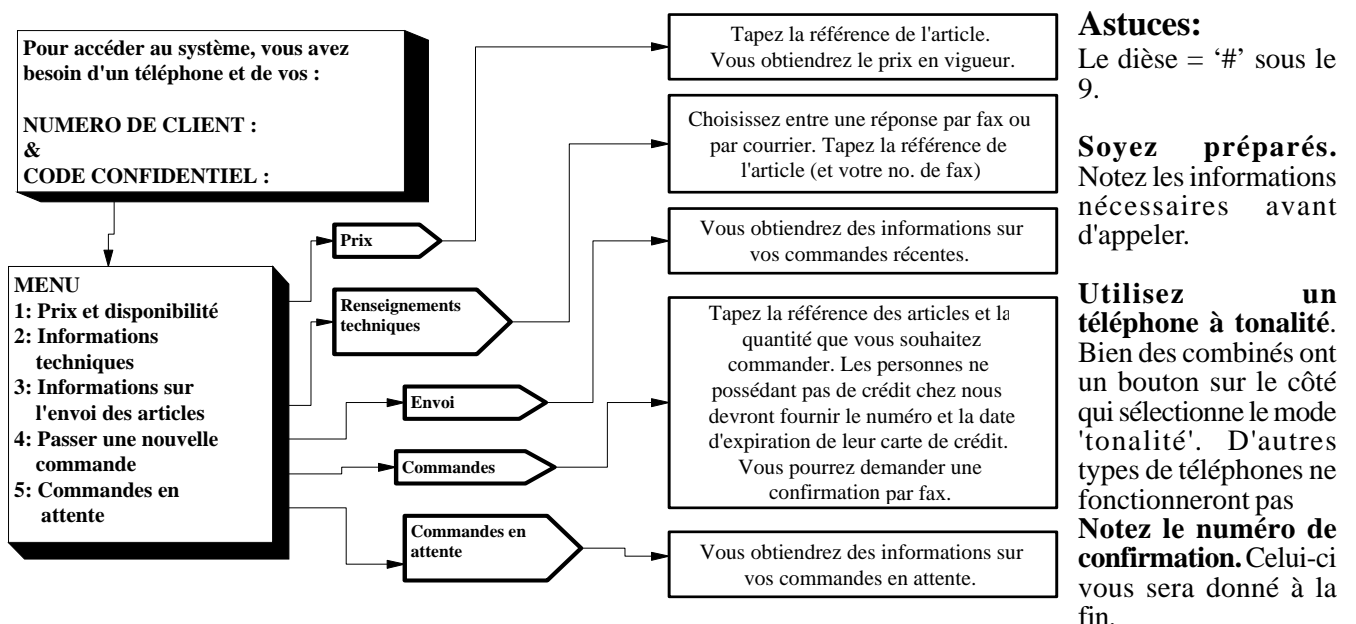 Pour accéder au système, vous avez
besoin d'un téléphone et de vos :
NUMERO DE CLIENT :
&
CODE CONFIDENTIEL :
MENU
1: Prix et disponibilité
2: Informations
techniques
3: Informations sur
l'envoi des articles
4: Passer une nouvelle
commande
5: Commandes en
attente
Prix
Renseignements
techniques
Envoi
Commandes
Commandes en
attente
Tapez la référence de l'article.
Vous obtiendrez le prix en vigueur.
Choisissez entre une réponse par fax ou
par courrier. Tapez la référence de
l'article (et votre no. de fax)
Vous obtiendrez des informations sur
vos commandes récentes.
Tapez la référence des articles et la
quantité que vous souhaitez
commander. Les personnes ne
possédant pas de crédit chez nous
devront fournir le numéro et la date
d'expiration de leur carte de crédit.
Vous pourrez demander une
confirmation par fax.
Vous obtiendrez des informations sur
vos commandes en attente.
Astuces:
Le dièse = ‘#’ sous le
9.
Soyez préparés.
Notez les informations
nécessaires avant
d'appeler.
Utilisez un
téléphone à tonalité.
Bien des combinés ont
un bouton sur le côté
qui sélectionne le mode
'tonalité'. D'autres
types de téléphones ne
fonctionneront pas
Notez le numéro de
confirmation. Celui-ci
vous sera donné à la
fin.